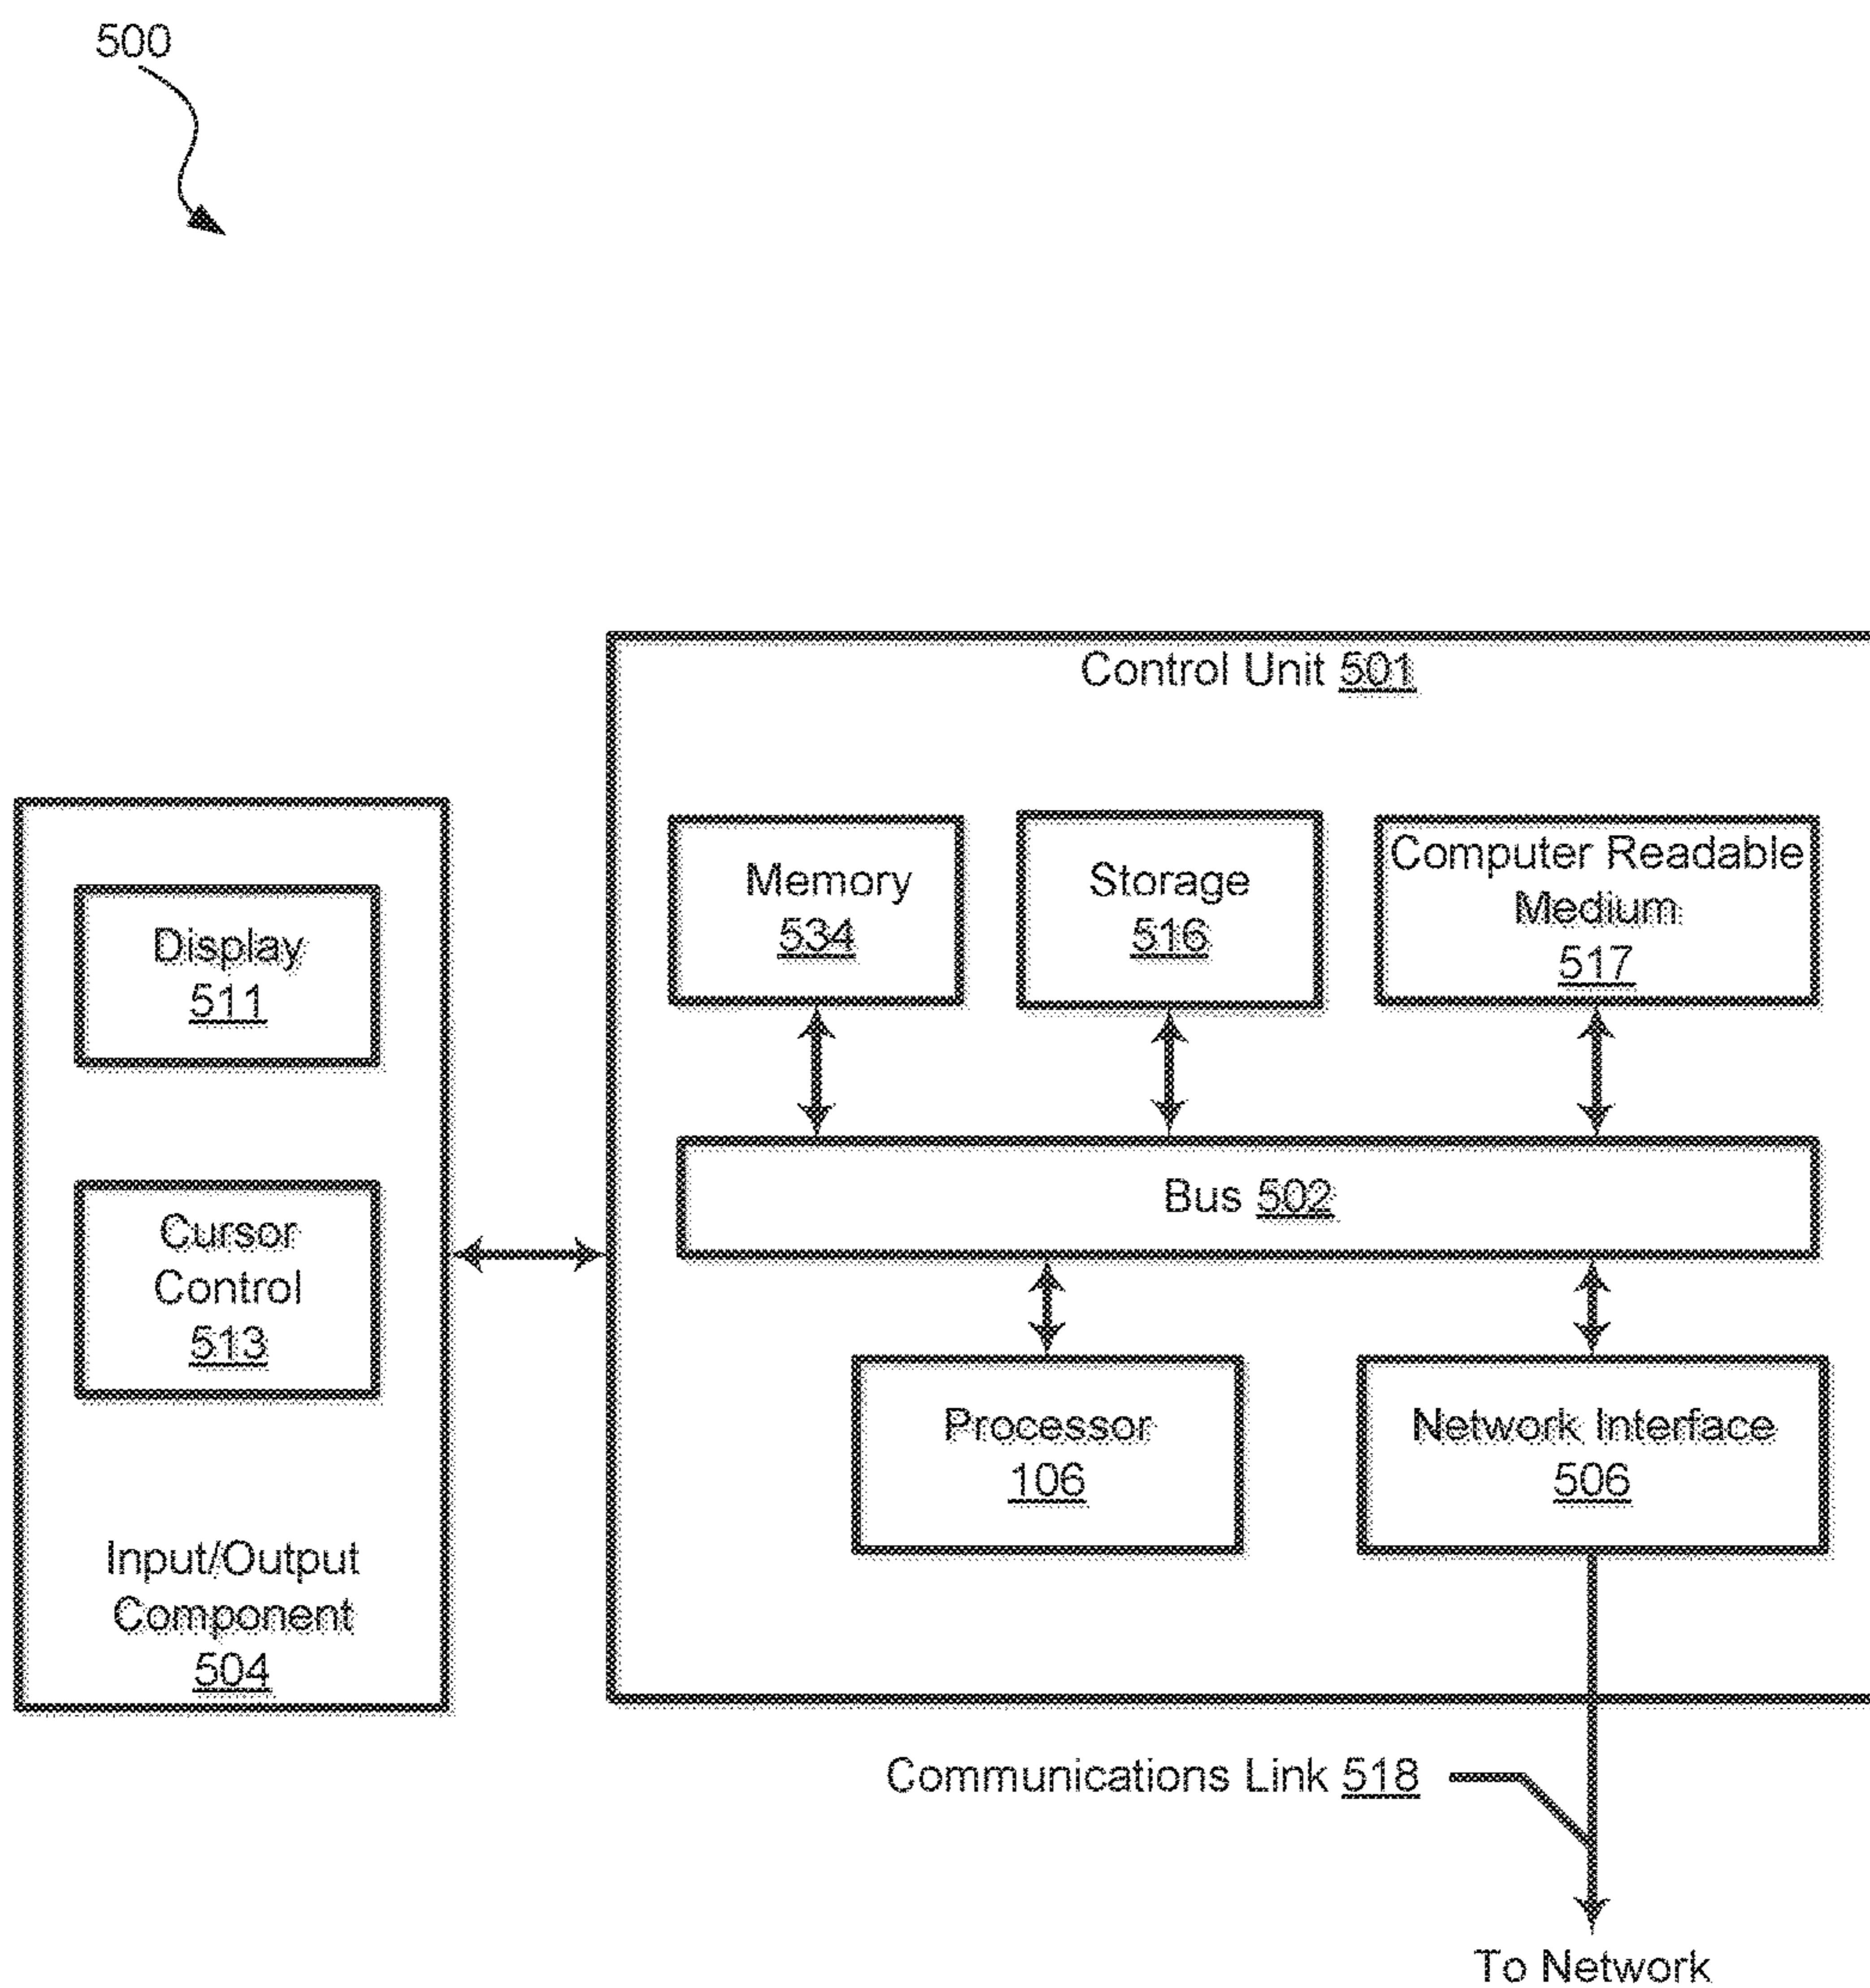 500
Control Unit 501
Memory
534
Storage
516
Computer Readable
Medium
517
Display
511
Bus 502
Cursor
Control
513
Processor
106
Network Interface
506
Input/Output
Component
504
Communications Link 518
To Network